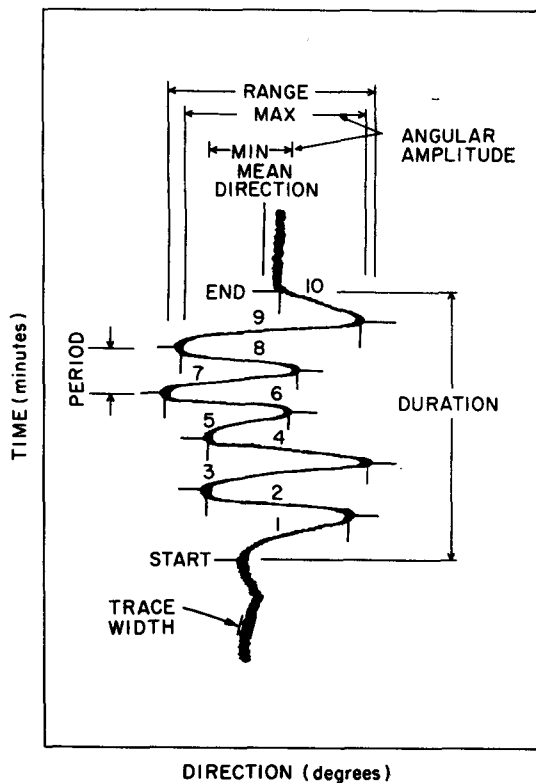 RANGE
MAX
ANGULAR
AMPLITUDE
MIN
MEAN
DIRECTION
END
10
9
8
7
6
5
4
3
2
1
PERIOD
DURATION
TIME (minutes)
START
TRACE
WIDTH
DIRECTION (degrees)